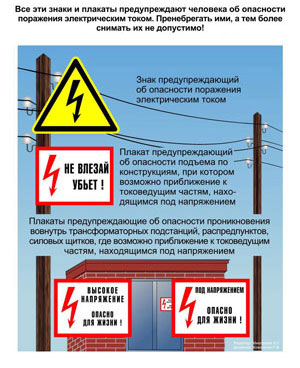 Все эти знаки и плакаты предупреждают человека об опасности
поражения электрическим током. Пренебрегать ими, а тем более
снимать их не допустимо!
Знак предупреждающий
об опасности поражения
электрическим током
НЕ ВЛЕЗАЙ
УБЬЕТ !
Плакат предупреждающий
об опасности подъема по
конструкциям, при котором
возможно приближение к
токоведущим частям, нахо-
дящимся под напряжением
Плакаты предупреждающие об опасности проникновения
вовнутрь трансформаторных подстанций, распредпунктов,
силовых щитков, где возможно приближение к токоведущим
частям, находящимся под напряжением
ВЫСОКОЕ
НАПРЯЖЕНИЕ
ОПАСНО
ДЛЯ ЖИЗНИ !
ПОД НАПРЯЖЕНИЕМ
ОПАСНО
ДЛЯ ЖИЗНИ !